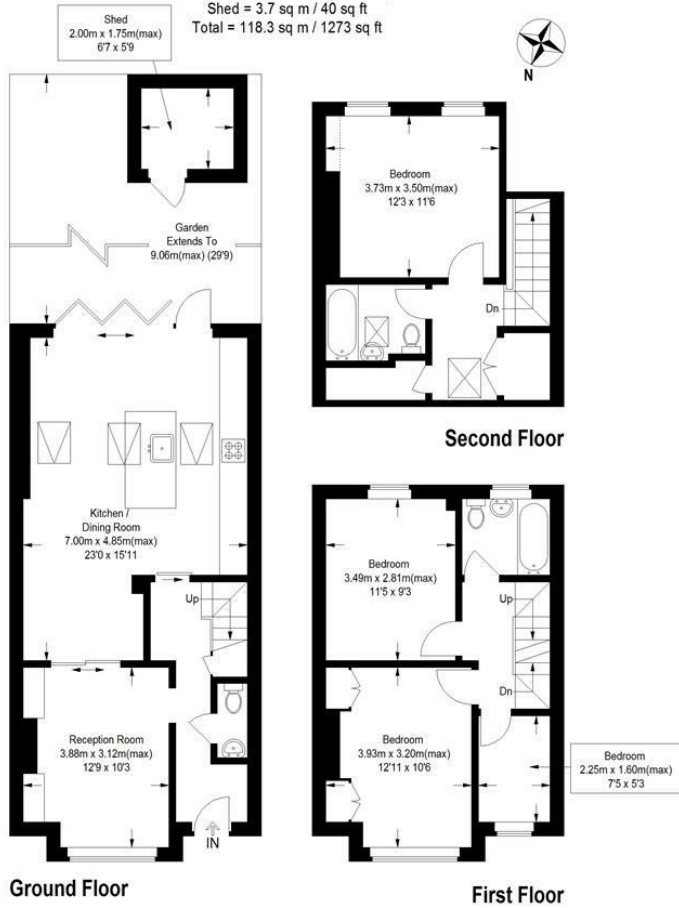 Shed = 3.7 sq m / 40 sq ft
Total = 118.3 sq m / 1273 sq ft
Shed
2.00m x 1.75m(max)
6'7 x 5'9
N
Garden
Extends To
9.06m(max) (29'9)
Kitchen /
Dining Room
7.00m x 4.85m(max)
23'0 x 15'11
Up
Reception Room
3.88m x 3.12m(max)
12'9 x 10'3
IN
Ground Floor
Bedroom
3.73m x 3.50m(max)
12'3 x 11'6
Dn
Second Floor
Bedroom
3.49m x 2.81m(max)
11'5 x 9'3
Up
Dn
Bedroom
3.93m x 3.20m(max)
12'11 x 10'6
Bedroom
2.25m x 1.60m(max)
7'5 x 5'3
First Floor